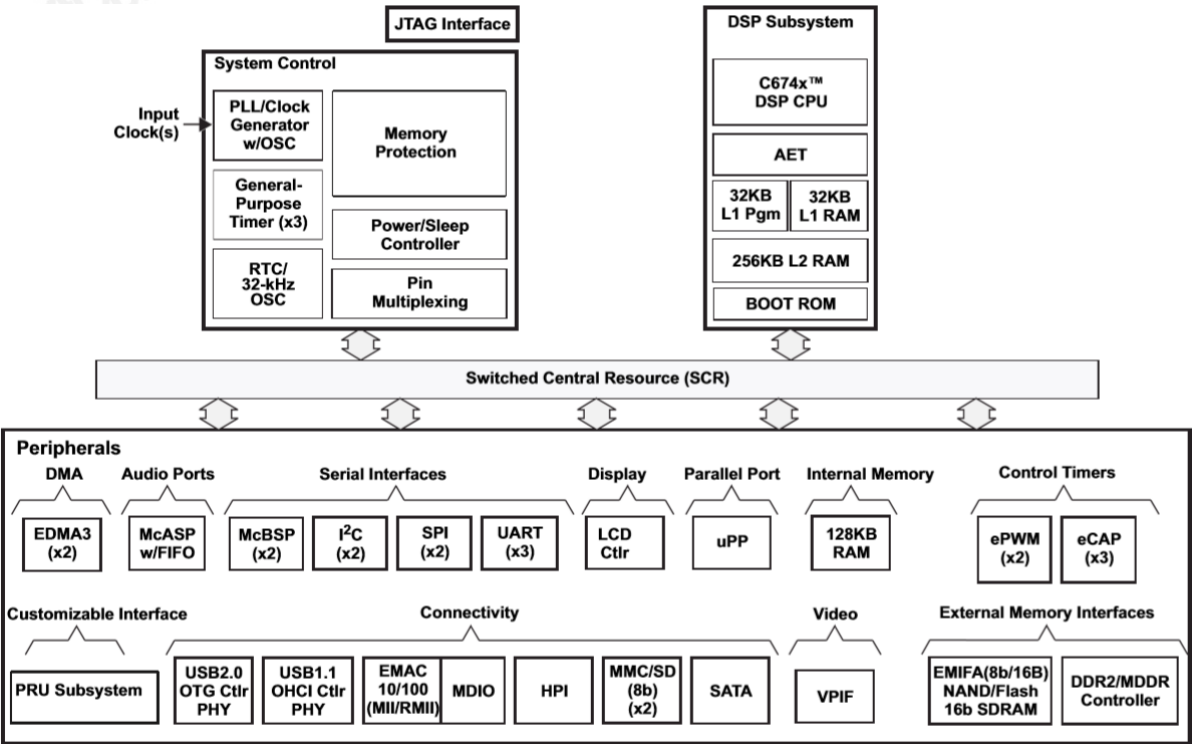 JTAG Interface
System Control
Input
Clock(s)
PLL/Clock
Generator
w/OSC
General-
Purpose
Timer (x3)
RTC/
32-kHz
OSC
Memory
Protection
Power/Sleep
Controller
Pin
Multiplexing
DSP Subsystem
C674x™
DSP CPU
AET
32KB
L1 Pgm
32KB
L1 RAM
256KB L2 RAM
BOOT ROM
Switched Central Resource (SCR)
Peripherals
DMA
EDMA3
(x2)
Audio Ports
McASP
w/FIFO
Serial Interfaces
McBSP
(x2)
I²C
(x2)
SPI
(x2)
UART
(x3)
Display
LCD
Ctlr
Parallel Port
uPP
Internal Memory
128KB
RAM
Control Timers
ePWM
(x2)
eCAP
(x3)
Customizable Interface
PRU Subsystem
Connectivity
USB2.0
OTG Ctlr
PHY
USB1.1
OHCI Ctlr
PHY
EMAC
10/100
(MII/RMII)
MDIO
HPI
MMC/SD
(8b)
(x2)
SATA
Video
VPIF
External Memory Interfaces
EMIFA(8b/16B)
NAND/Flash
16b SDRAM
DDR2/MDDR
Controller